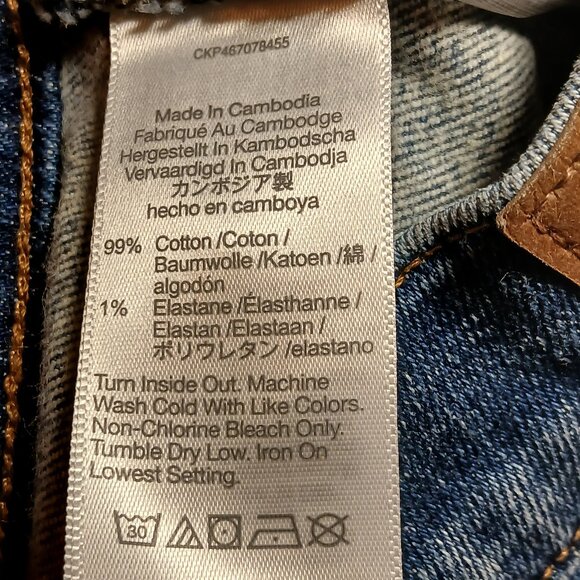 CKP467078455
Made In Cambodia
Fabriqué Au Cambodge
Hergestellt In Kambodscha
Vervaardigd In Cambodja
カンボジア製
hecho en camboya
99% Cotton /Coton /
Baumwolle /Katoen /綿 /
algodón
1% Elastane /Élasthanne /
Elastan /Elastaan /
ポリウレタン /elastano
Turn Inside Out. Machine
Wash Cold With Like Colors.
Non-Chlorine Bleach Only.
Tumble Dry Low. Iron On
Lowest Setting.
30